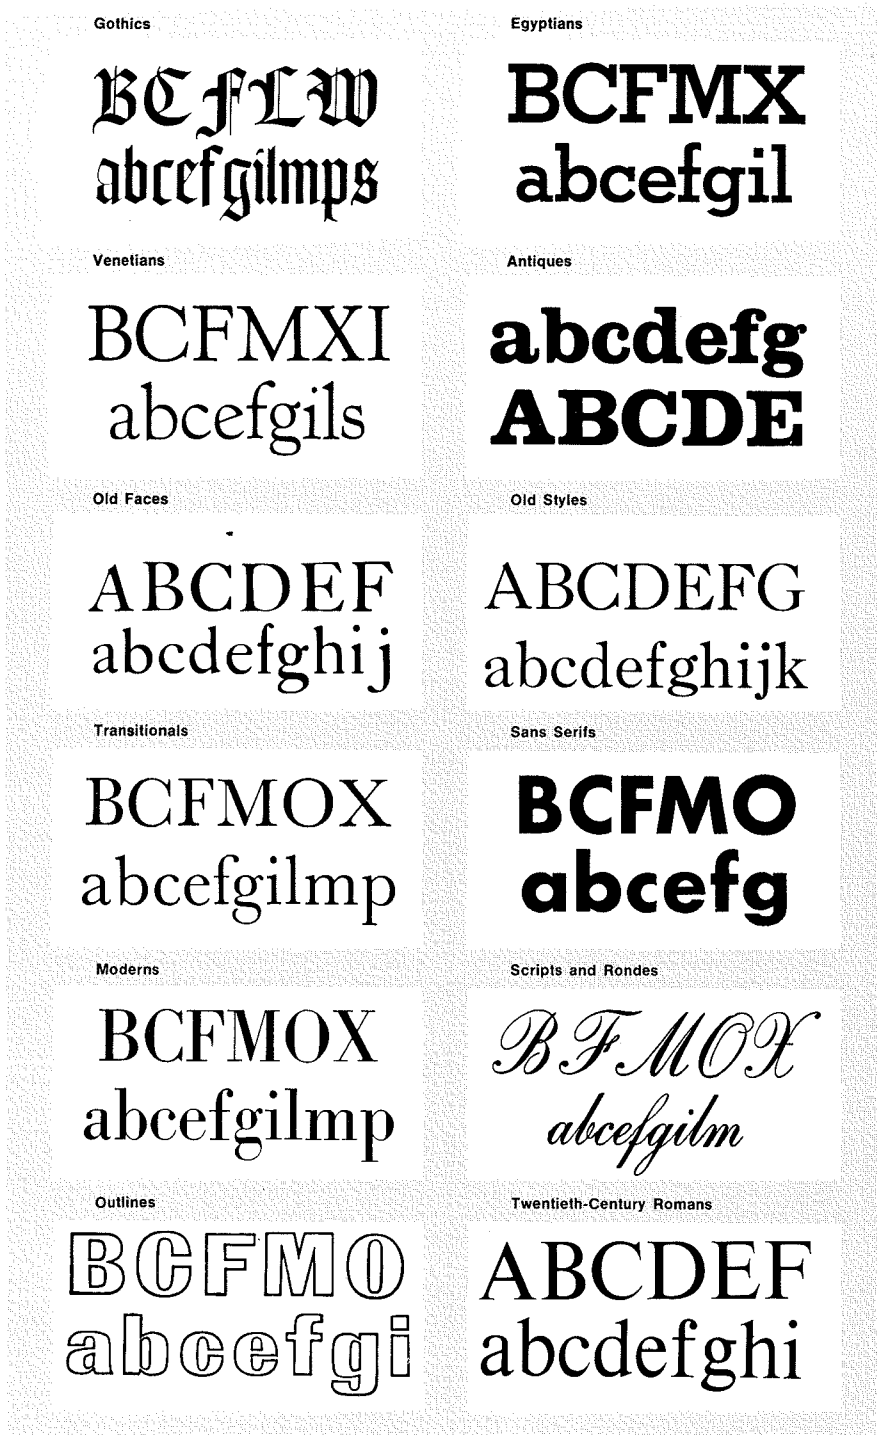 Gothics
BCFLW
abcefgilmps
Egyptians
BCFMX
abcefgil
Venetians
BCFMXI
abcefgils
Antiques
abcdefg
ABCDE
Old Faces
ABCDEF
abcdefghij
Old Styles
ABCDEFG
abcdefghijk
Transitionals
BCFMOX
abcefgilmp
Sans Serifs
BCFMO
abcefg
Moderns
BCFMOX
abcefgilmp
Scripts and Rondes
BFMOX
abcefgilm
Outlines
BCFMO
abcefgi
Twentieth-Century Romans
ABCDEF
abcdefghi